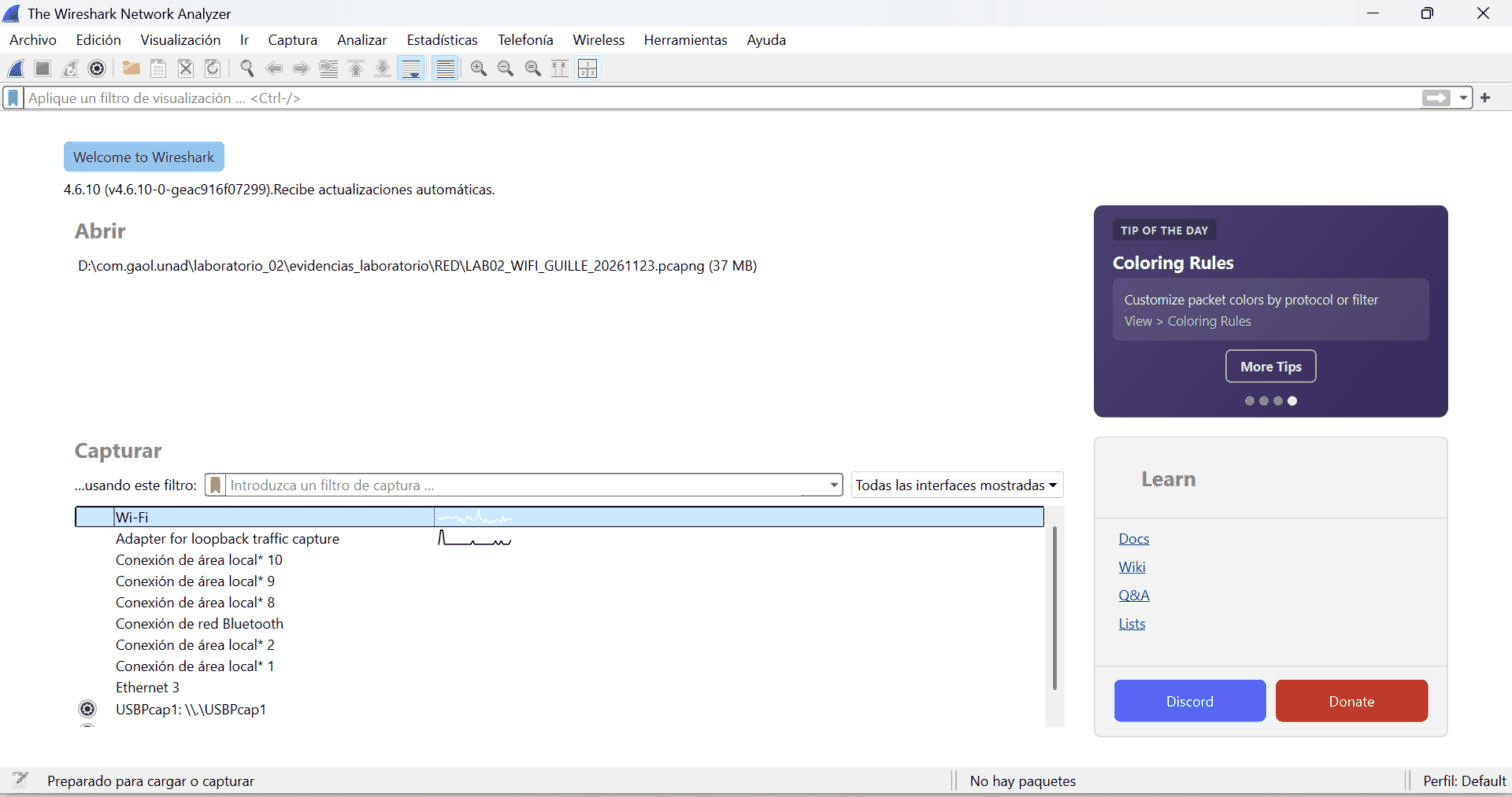 The Wireshark Network Analyzer
Archivo Edición Visualización Ir Captura Analizar Estadísticas Telefonía Wireless Herramientas Ayuda
Aplique un filtro de visualización ... <Ctrl-/>
Welcome to Wireshark
4.6.10 (v4.6.10-0-geac916f07299).Recibe actualizaciones automáticas.
Abrir
D:\com.gaol.unad\laboratorio_02\evidencias_laboratorio\RED\LAB02_WIFI_GUILLE_20261123.pcapng (37 MB)
TIP OF THE DAY
Coloring Rules
Customize packet colors by protocol or filter
View > Coloring Rules
More Tips
Capturar
...usando este filtro: Introduzca un filtro de captura ... Todas las interfaces mostradas
Wi-Fi
Adapter for loopback traffic capture
Conexión de área local* 10
Conexión de área local* 9
Conexión de área local* 8
Conexión de red Bluetooth
Conexión de área local* 2
Conexión de área local* 1
Ethernet 3
USBPcap1: \\.\USBPcap1
Learn
Docs
Wiki
Q&A
Lists
Discord Donate
Preparado para cargar o capturar No hay paquetes Perfil: Default